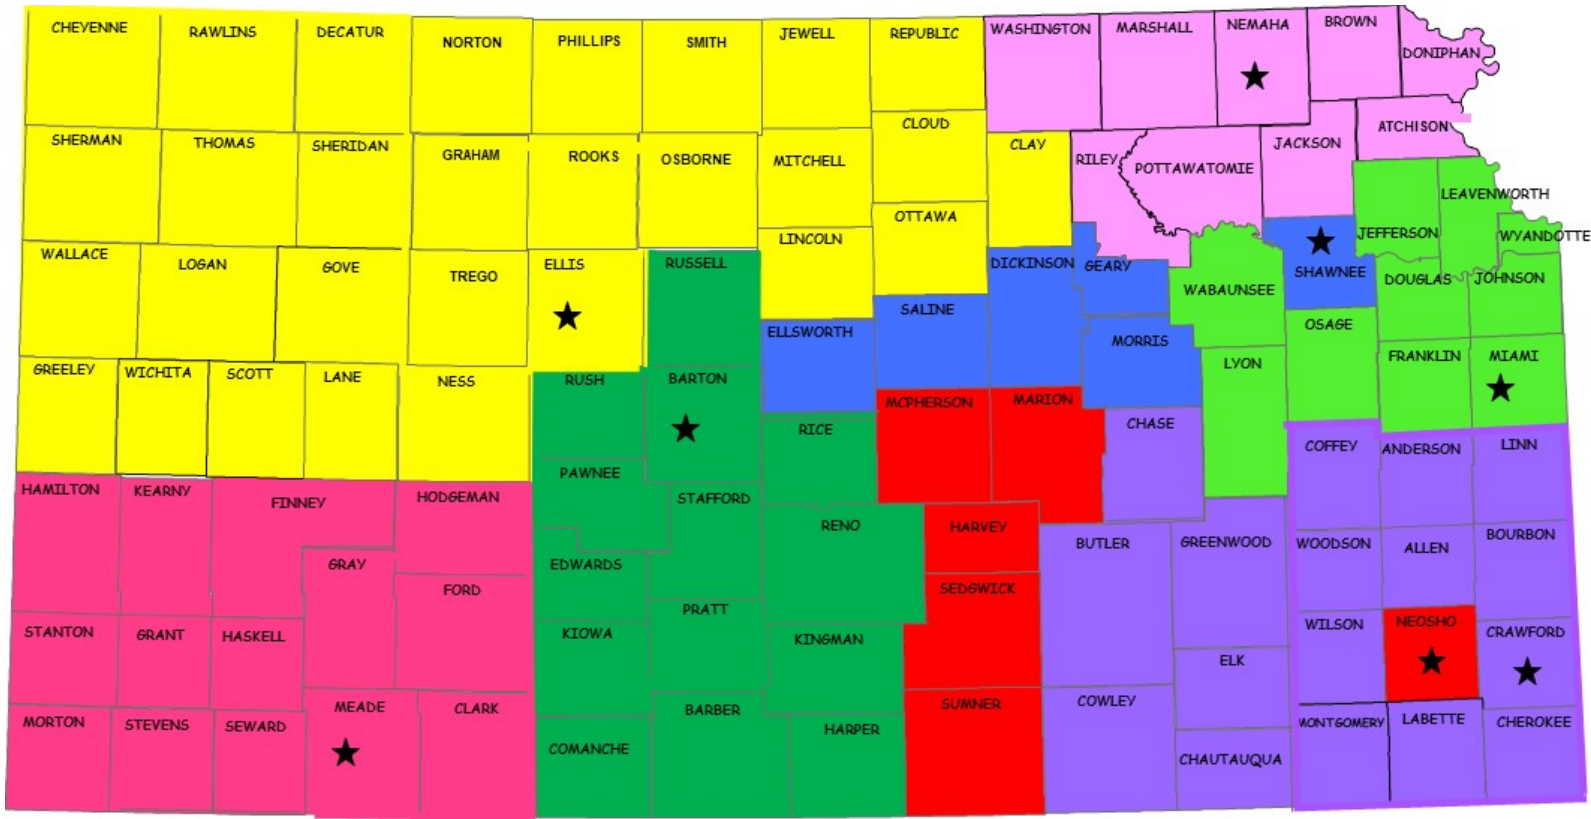 CHEYENNE
RAWLINS
DECATUR
NORTON
PHILLIPS
SMITH
JEWELL
REPUBLIC
WASHINGTON
MARSHALL
NEMAHA
BROWN
DONIPHAN
SHERMAN
THOMAS
SHERIDAN
GRAHAM
ROOKS
OSBORNE
MITCHELL
CLOUD
CLAY
RILEY
POTTAWATOMIE
JACKSON
ATCHISON
LEAVENWORTH
WALLACE
LOGAN
GOVE
TREGO
ELLIS
RUSSELL
LINCOLN
OTTAWA
DICKINSON
GEARY
WABAUNSEE
SHAWNEE
JEFFERSON
WYANDOTTE
DOUGLAS
JOHNSON
GREELEY
WICHITA
SCOTT
LANE
NESS
RUSH
BARTON
ELLSWORTH
SALINE
MORRIS
LYON
OSAGE
FRANKLIN
MIAMI
MCPHERSON
MARION
RICE
CHASE
COFFEY
ANDERSON
LINN
HAMILTON
KEARNY
FINNEY
HODGEMAN
PAWNEE
STAFFORD
RENO
HARVEY
BUTLER
GREENWOOD
WOODSON
ALLEN
BOURBON
GRAY
FORD
EDWARDS
SEDGWICK
STANTON
GRANT
HASKELL
KIOWA
PRATT
KINGMAN
ELK
WILSON
NEOSHO
CRAWFORD
MORTON
STEVENS
SEWARD
MEADE
CLARK
COMANCHE
BARBER
HARPER
SUMNER
COWLEY
CHAUTAUQUA
MONTGOMERY
LABETTE
CHEROKEE